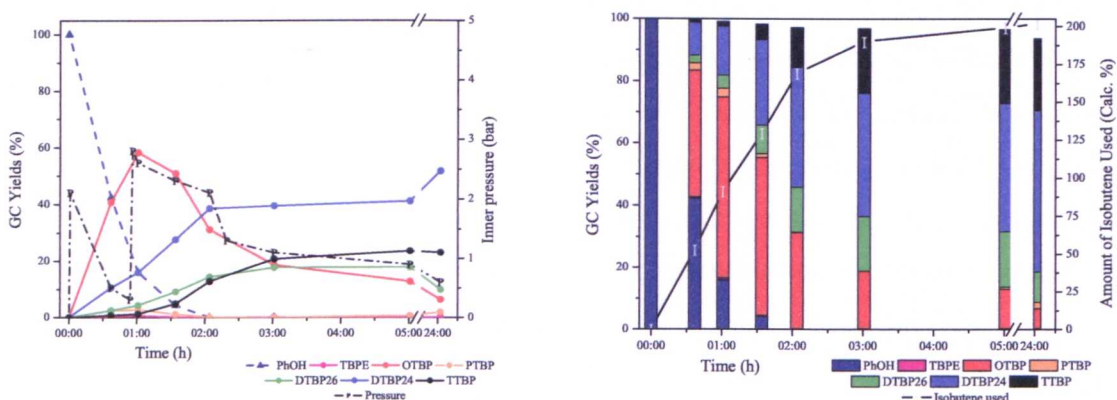 100
80
60
40
20
0
GC Yields (%)
5
4
3
2
1
0
Inner pressure (bar)
00:00 01:00 02:00 03:00 04:00 05:00 24:00
Time (h)
PhOH TBPE OTBP PTBP
DTBP26 DTBP24 TTBP
P Pressure
100
80
60
40
20
0
GC Yields (%)
200
175
150
125
100
75
50
25
0
Amount of Isobutene Used (Calc. %)
00:00 01:00 02:00 03:00 04:00 05:00 24:00
Time (h)
PhOH TBPE OTBP PTBP
DTBP26 DTBP24 TTBP
Isobutene used